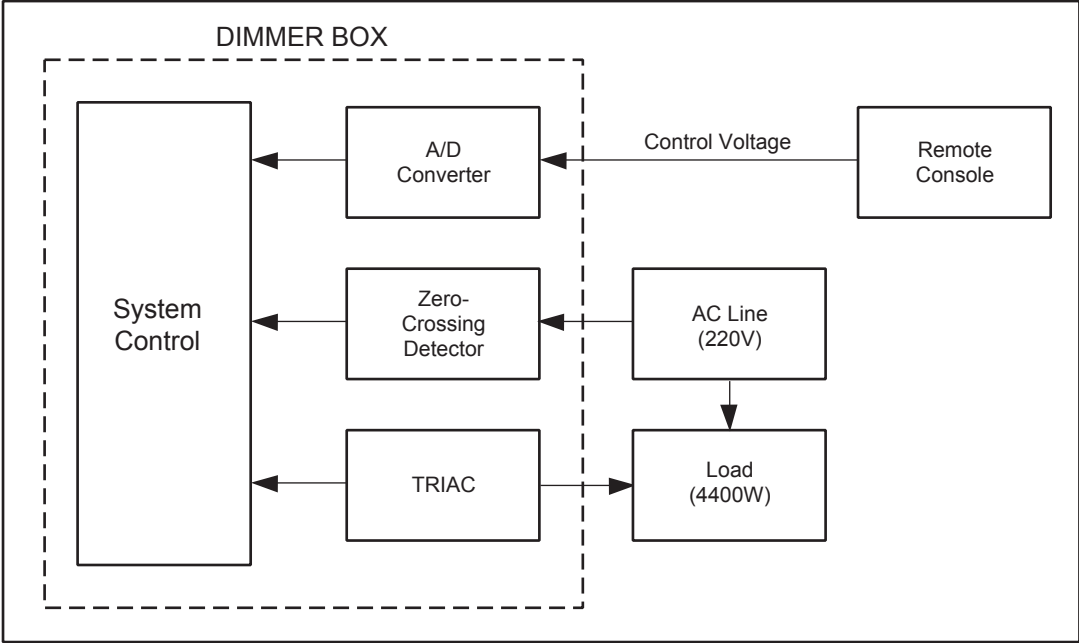 DIMMER BOX
A/D
Converter
Control Voltage
Remote
Console
System
Control
Zero-
Crossing
Detector
AC Line
(220V)
TRIAC
Load
(4400W)